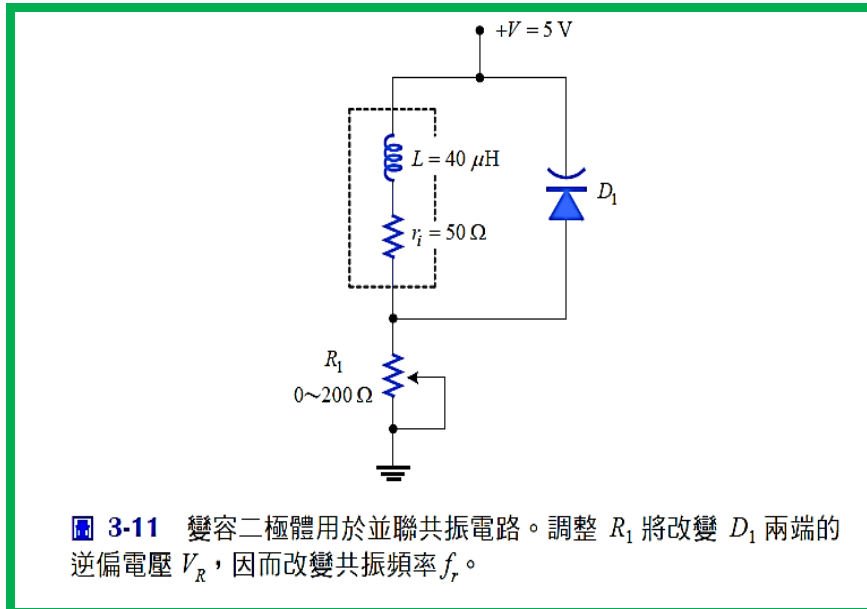 +V = 5 V
L = 40 μH
D₁
rᵢ = 50 Ω
R₁
0～200 Ω
圖 3-11 變容二極體用於並聯共振電路。調整 R₁ 將改變 D₁ 兩端的
逆偏電壓 V_R，因而改變共振頻率 f_r。